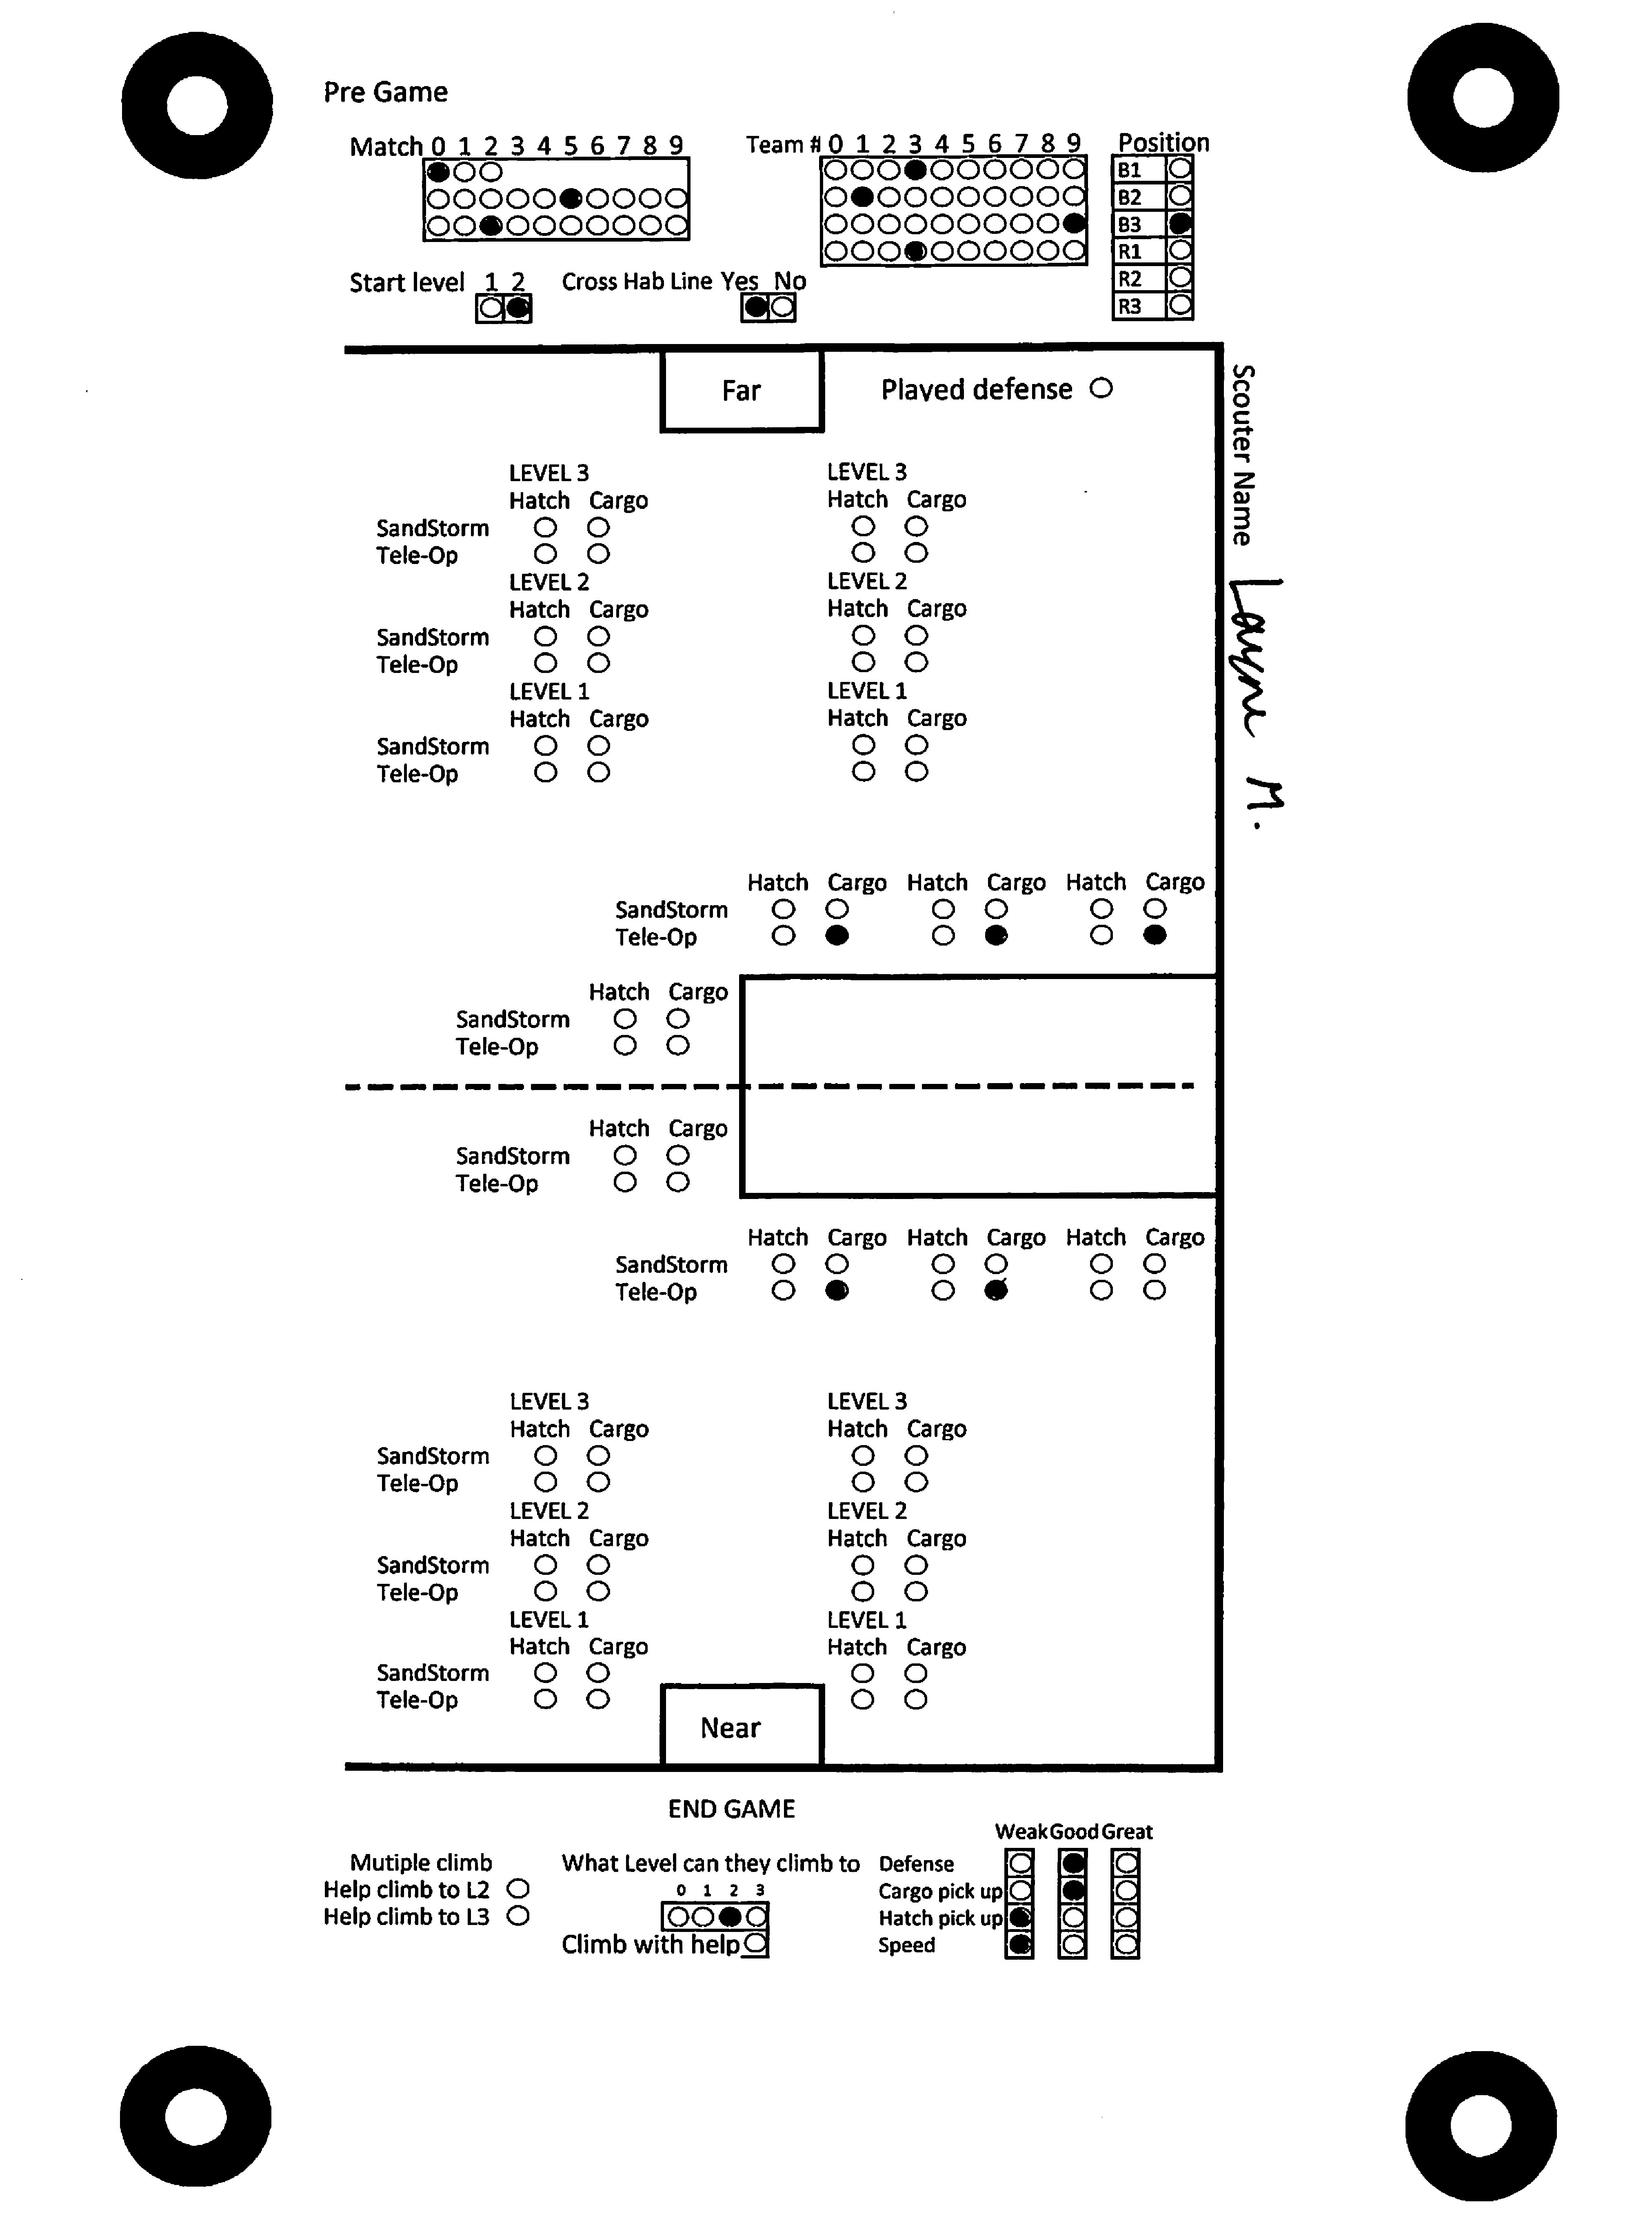 Pre Game
Match 0 1 2 3 4 5 6 7 8 9
Team # 0 1 2 3 4 5 6 7 8 9
Position
B1
B2
B3
R1
R2
R3
Start level 1 2
Cross Hab Line Yes No
Far
Played defense
Scouter Name Layne M.
LEVEL 3 LEVEL 3
Hatch Cargo Hatch Cargo
SandStorm
Tele-Op
LEVEL 2 LEVEL 2
Hatch Cargo Hatch Cargo
SandStorm
Tele-Op
LEVEL 1 LEVEL 1
Hatch Cargo Hatch Cargo
SandStorm
Tele-Op
Hatch Cargo Hatch Cargo Hatch Cargo
SandStorm
Tele-Op
Hatch Cargo
SandStorm
Tele-Op
Hatch Cargo
SandStorm
Tele-Op
Hatch Cargo Hatch Cargo Hatch Cargo
SandStorm
Tele-Op
LEVEL 3 LEVEL 3
Hatch Cargo Hatch Cargo
SandStorm
Tele-Op
LEVEL 2 LEVEL 2
Hatch Cargo Hatch Cargo
SandStorm
Tele-Op
LEVEL 1 LEVEL 1
Hatch Cargo Hatch Cargo
SandStorm
Tele-Op
Near
END GAME
Mutiple climb
Help climb to L2
Help climb to L3
What Level can they climb to
0 1 2 3
Climb with help
Weak Good Great
Defense
Cargo pick up
Hatch pick up
Speed